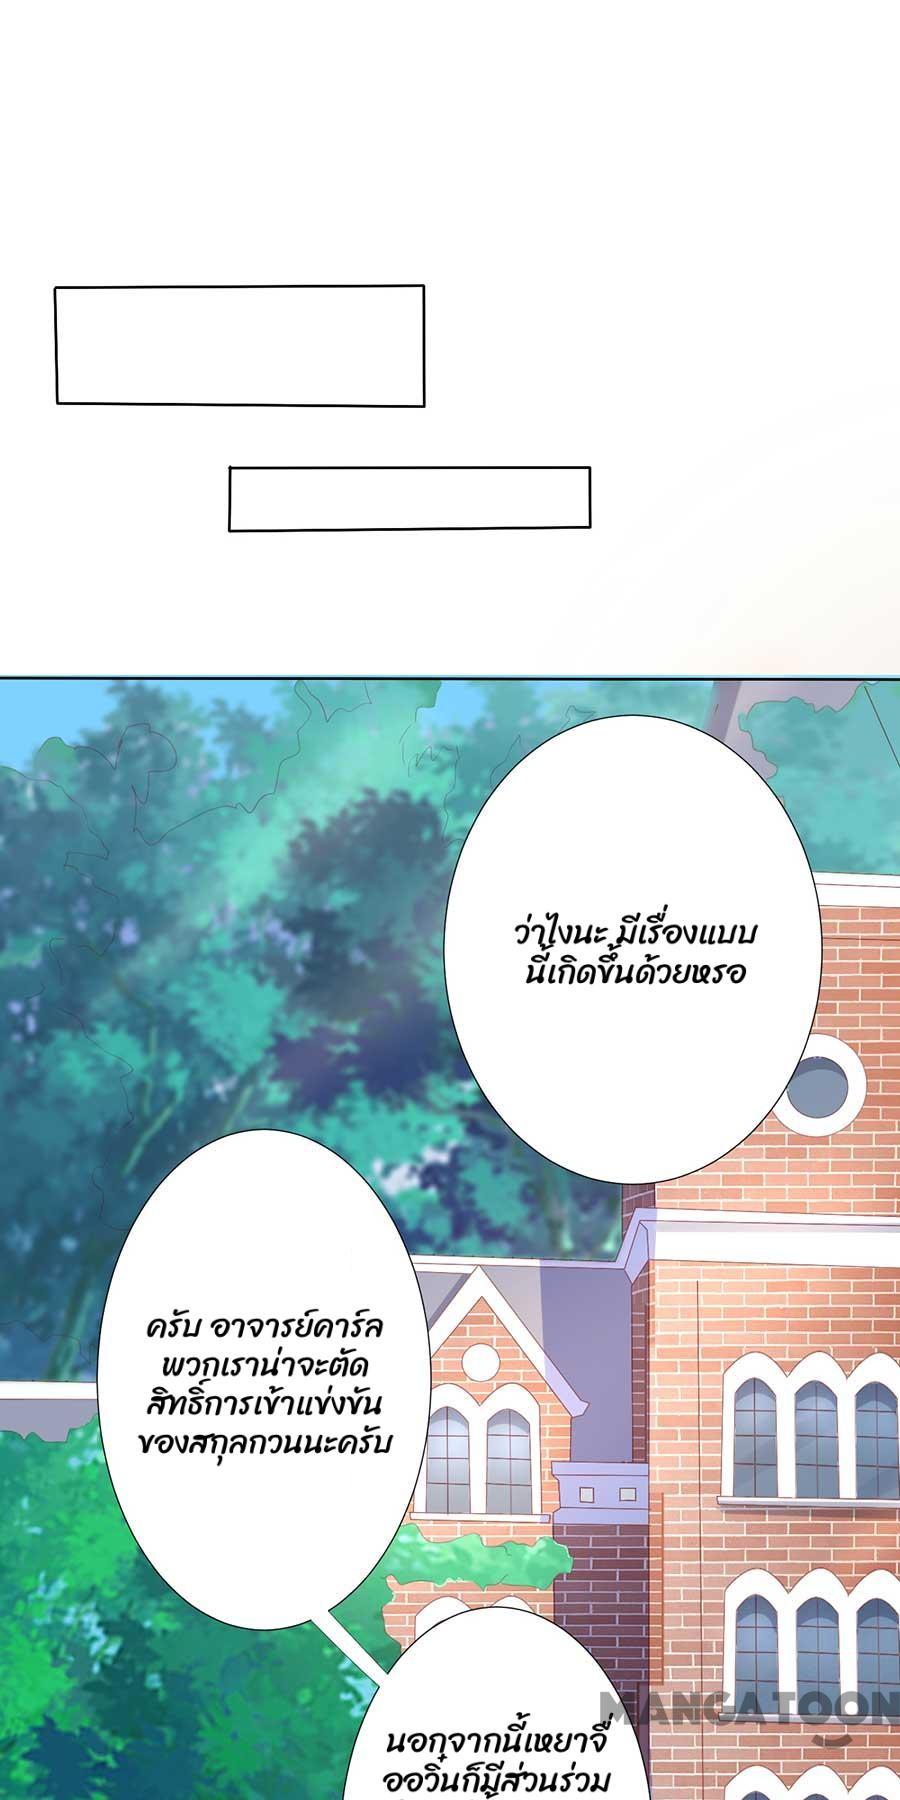 ว่าไงนะ มีเรื่องแบบ
นี้เกิดขึ้นด้วยหรอ
ครับ อาจารย์คาร์ล
พวกเราน่าจะตัด
สิทธิ์การเข้าแข่งขัน
ของสกุลกวนนะครับ
MANGATOON
นอกจากนี้เหยาจื่
ออวิ๋นก็มีส่วนร่วม